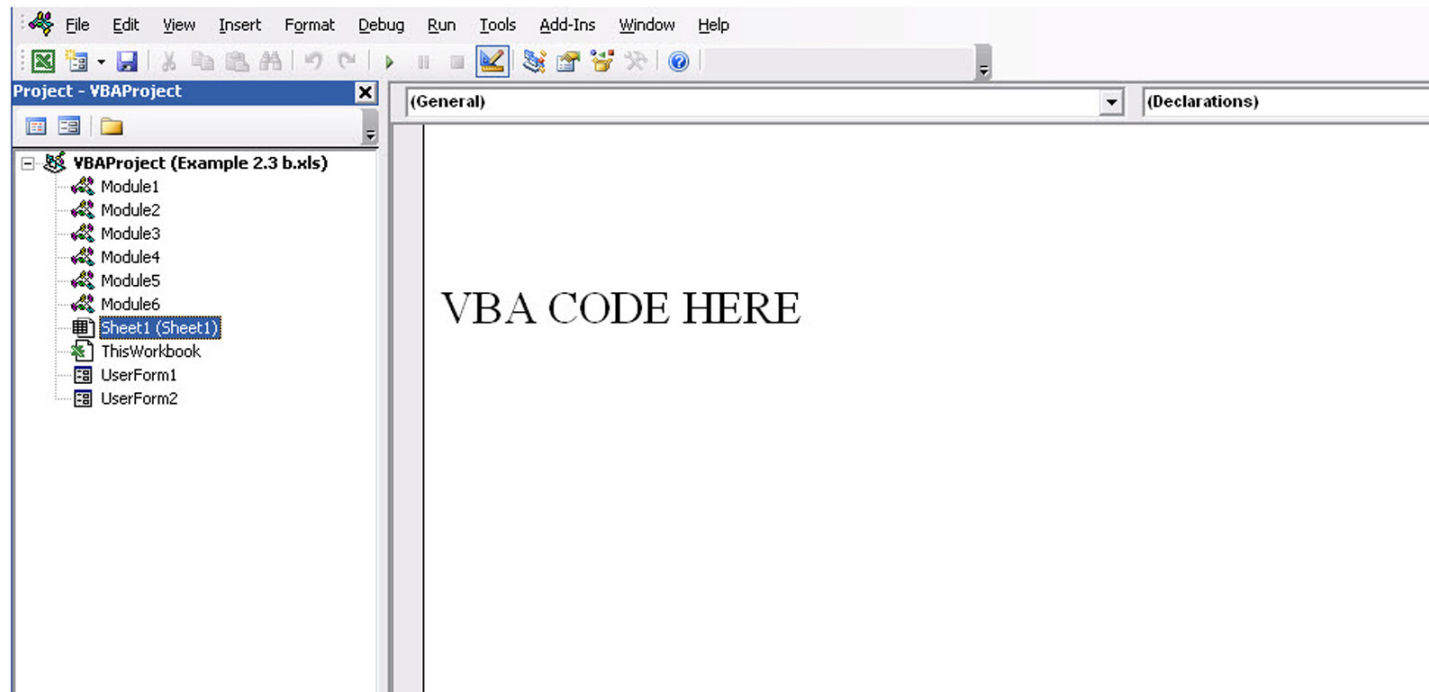 File Edit View Insert Format Debug Run Tools Add-Ins Window Help
Project - VBAProject
(General) (Declarations)
VBAProject (Example 2.3 b.xls)
Module1
Module2
Module3
Module4
Module5
Module6
Sheet1 (Sheet1)
ThisWorkbook
UserForm1
UserForm2
VBA CODE HERE